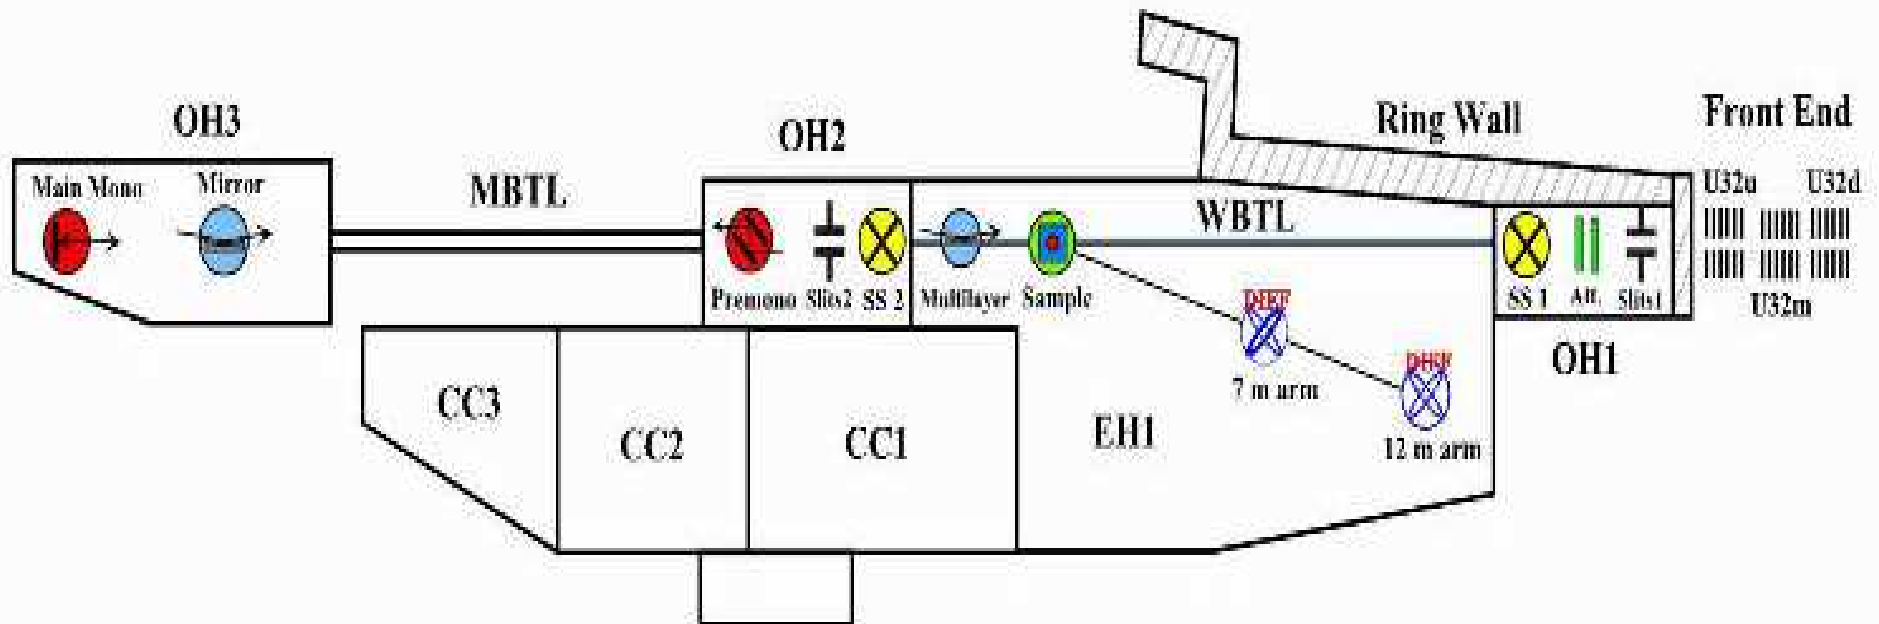 Ring Wall
Front End
OH3
OH2
MBTL
WBTL
U32u
U32d
Main Mono
Mirror
Premono
Slits2
SS 2
Multilayer
Sample
SS 1
Att.
Slits1
U32m
OH1
7 m arm
12 m arm
CC3
CC2
CC1
EH1